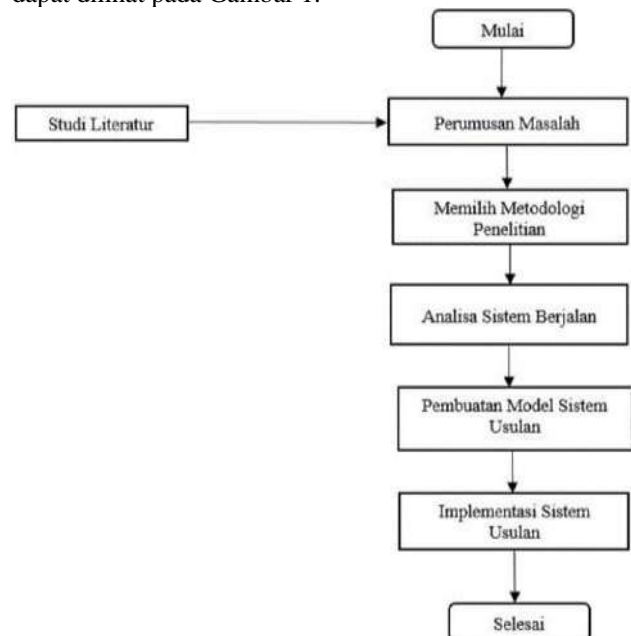 dapat dilihat pada Gambar 1.
Mulai
Studi Literatur
Perumusan Masalah
Memilih Metodologi
Penelitian
Analisa Sistem Berjalan
Pembuatan Model Sistem
Usulan
Implementasi Sistem
Usulan
Selesai